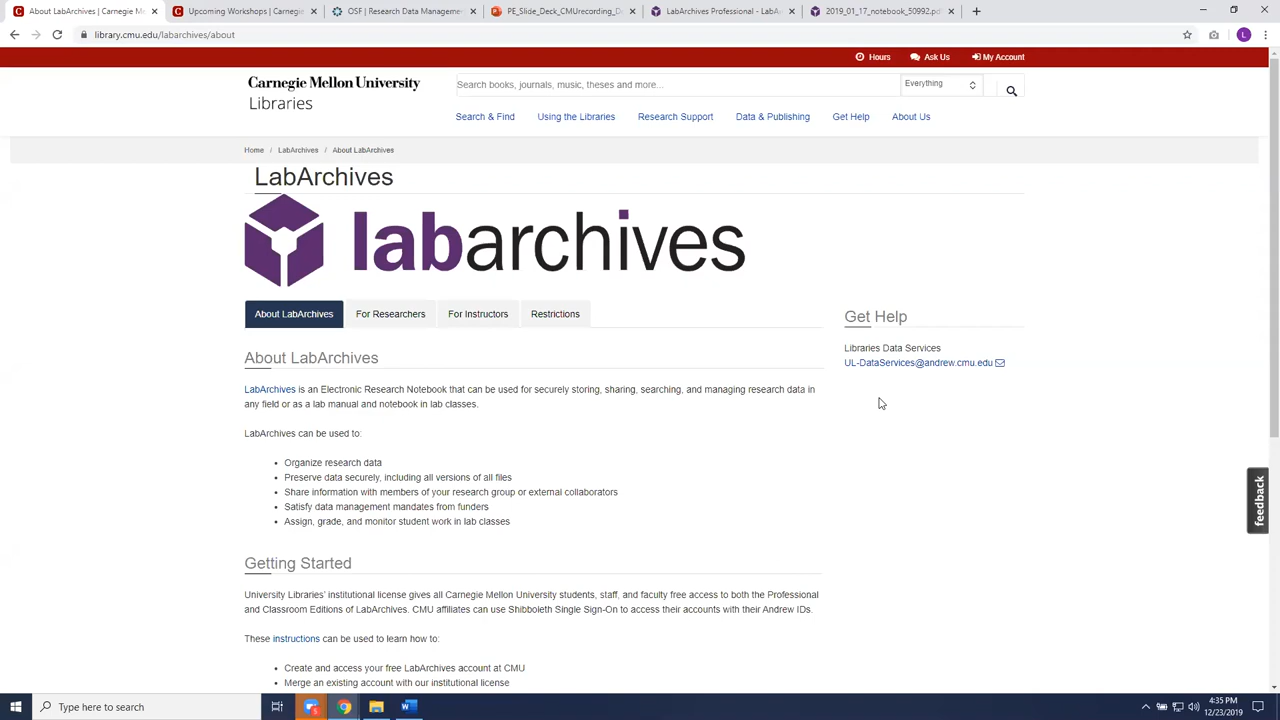 About LabArchives | Carnegie M
Upcoming Workshops | Carnegi
OSF | Research Data Managemen
PE_Slide_Deck_CMUrecording_De
LabArchives Professional - LabAr
2019_01_17_notebook_50992.pdf
library.cmu.edu/labarchives/about
L
Hours
Ask Us
My Account
Carnegie Mellon University
Libraries
Search books, journals, music, theses and more...
Everything
Search & Find
Using the Libraries
Research Support
Data & Publishing
Get Help
About Us
Home / LabArchives / About LabArchives
LabArchives
labarchives
About LabArchives
For Researchers
For Instructors
Restrictions
Get Help
Libraries Data Services
UL-DataServices@andrew.cmu.edu
About LabArchives
LabArchives is an Electronic Research Notebook that can be used for securely storing, sharing, searching, and managing research data in
any field or as a lab manual and notebook in lab classes.
LabArchives can be used to:
• Organize research data
• Preserve data securely, including all versions of all files
• Share information with members of your research group or external collaborators
• Satisfy data management mandates from funders
• Assign, grade, and monitor student work in lab classes
feedback
Getting Started
University Libraries' institutional license gives all Carnegie Mellon University students, staff, and faculty free access to both the Professional
and Classroom Editions of LabArchives. CMU affiliates can use Shibboleth Single Sign-On to access their accounts with their Andrew IDs.
These instructions can be used to learn how to:
• Create and access your free LabArchives account at CMU
• Merge an existing account with our institutional license
Type here to search
4:35 PM
12/23/2019